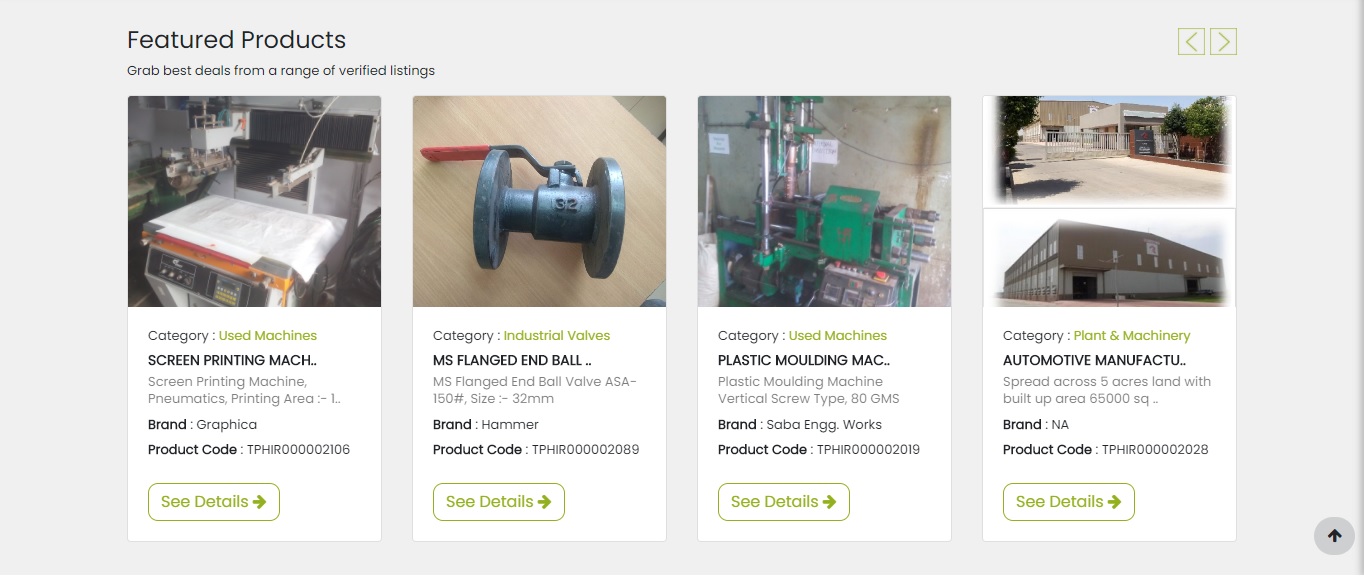 Featured Products
Grab best deals from a range of verified listings
32
Category : Used Machines
SCREEN PRINTING MACH..
Screen Printing Machine,
Pneumatics, Printing Area :- 1..
Brand : Graphica
Product Code : TPHIR000002106
See Details
Category : Industrial Valves
MS FLANGED END BALL ..
MS Flanged End Ball Valve ASA-
150#, Size :- 32mm
Brand : Hammer
Product Code : TPHIR000002089
See Details
Category : Used Machines
PLASTIC MOULDING MAC..
Plastic Moulding Machine
Vertical Screw Type, 80 GMS
Brand : Saba Engg. Works
Product Code : TPHIR000002019
See Details
Category : Plant & Machinery
AUTOMOTIVE MANUFACTU..
Spread across 5 acres land with
built up area 65000 sq ..
Brand : NA
Product Code : TPHIR000002028
See Details